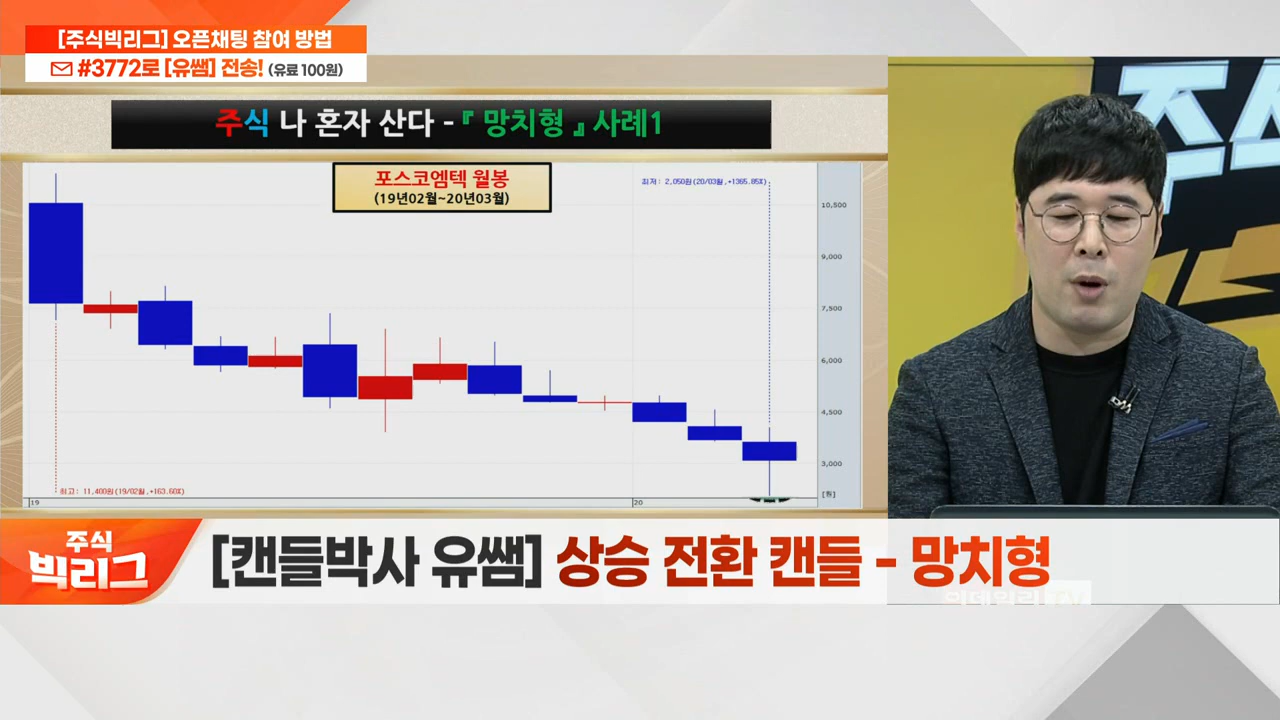 [주식빅리그] 오픈채팅 참여 방법
#3772로 [유쌤] 전송! (유료 100원)
주식 나 혼자 산다 - 『 망치형 』 사례1
포스코엠텍 월봉
(19년02월~20년03월)
최저: 2,050원(20/03월,+1365.85%)
10,500
9,000
7,500
6,000
4,500
3,000
[월]
최고: 11,400원(19/02월,+163.60%)
19
20
주식
빅리그
[캔들박사 유쌤] 상승 전환 캔들 - 망치형
이데일리 TV